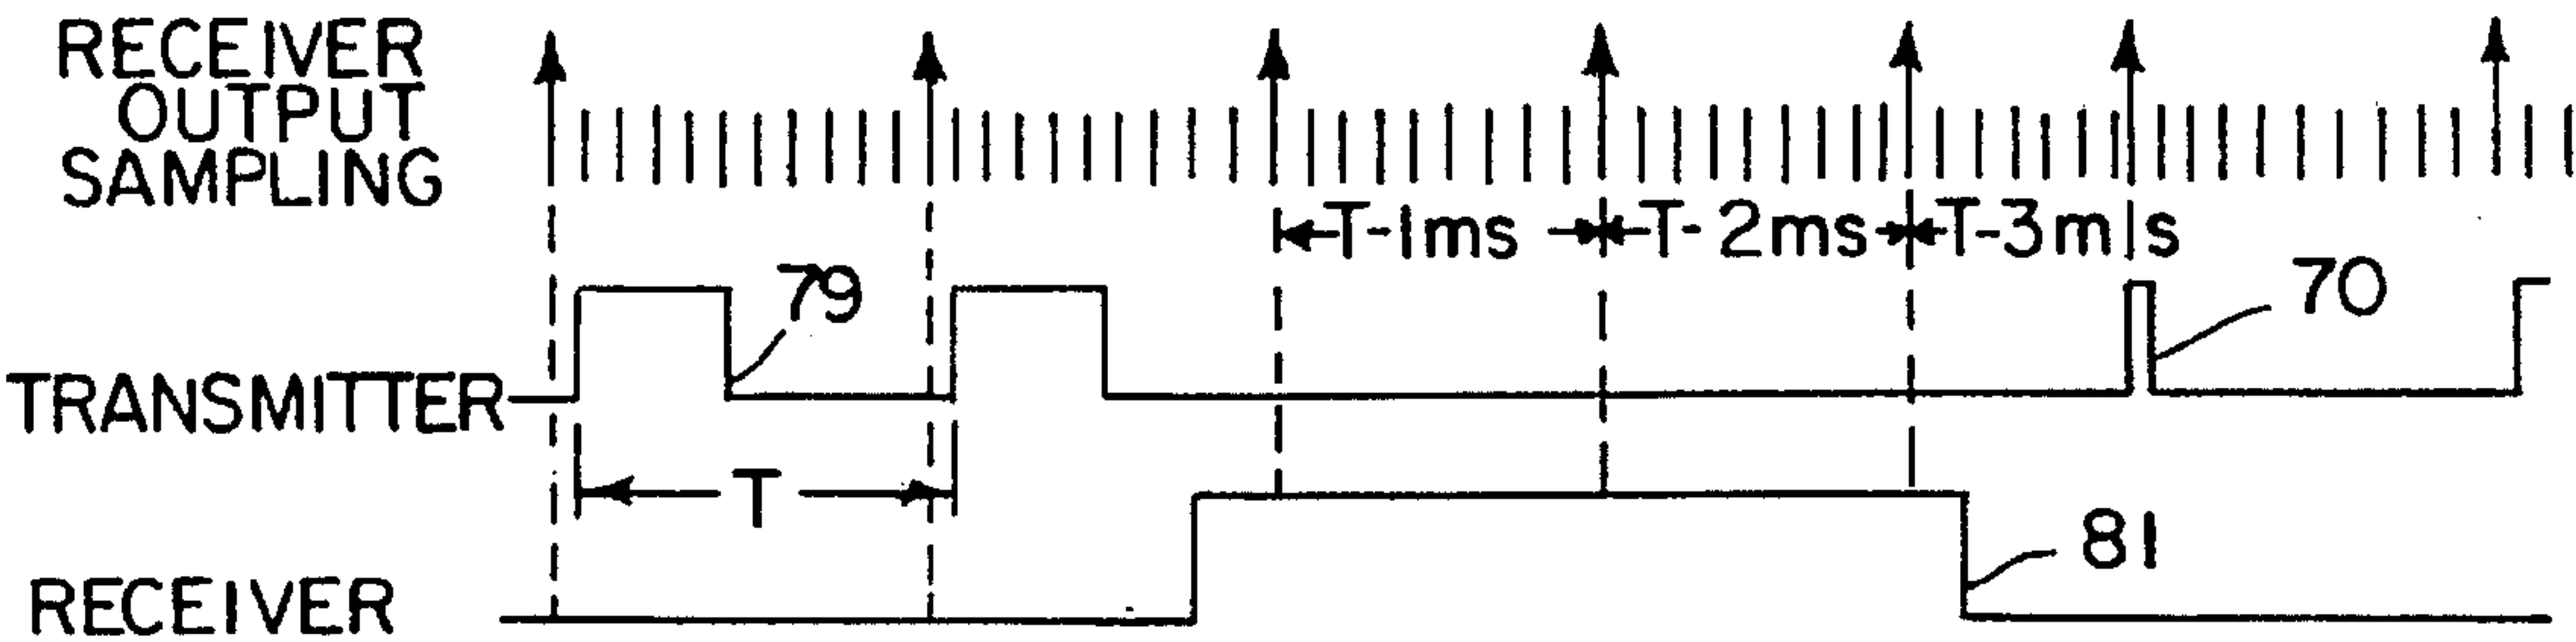 RECEIVER
OUTPUT
SAMPLING
T-1ms T-2ms T-3ms
79
70
TRANSMITTER
T
81
RECEIVER